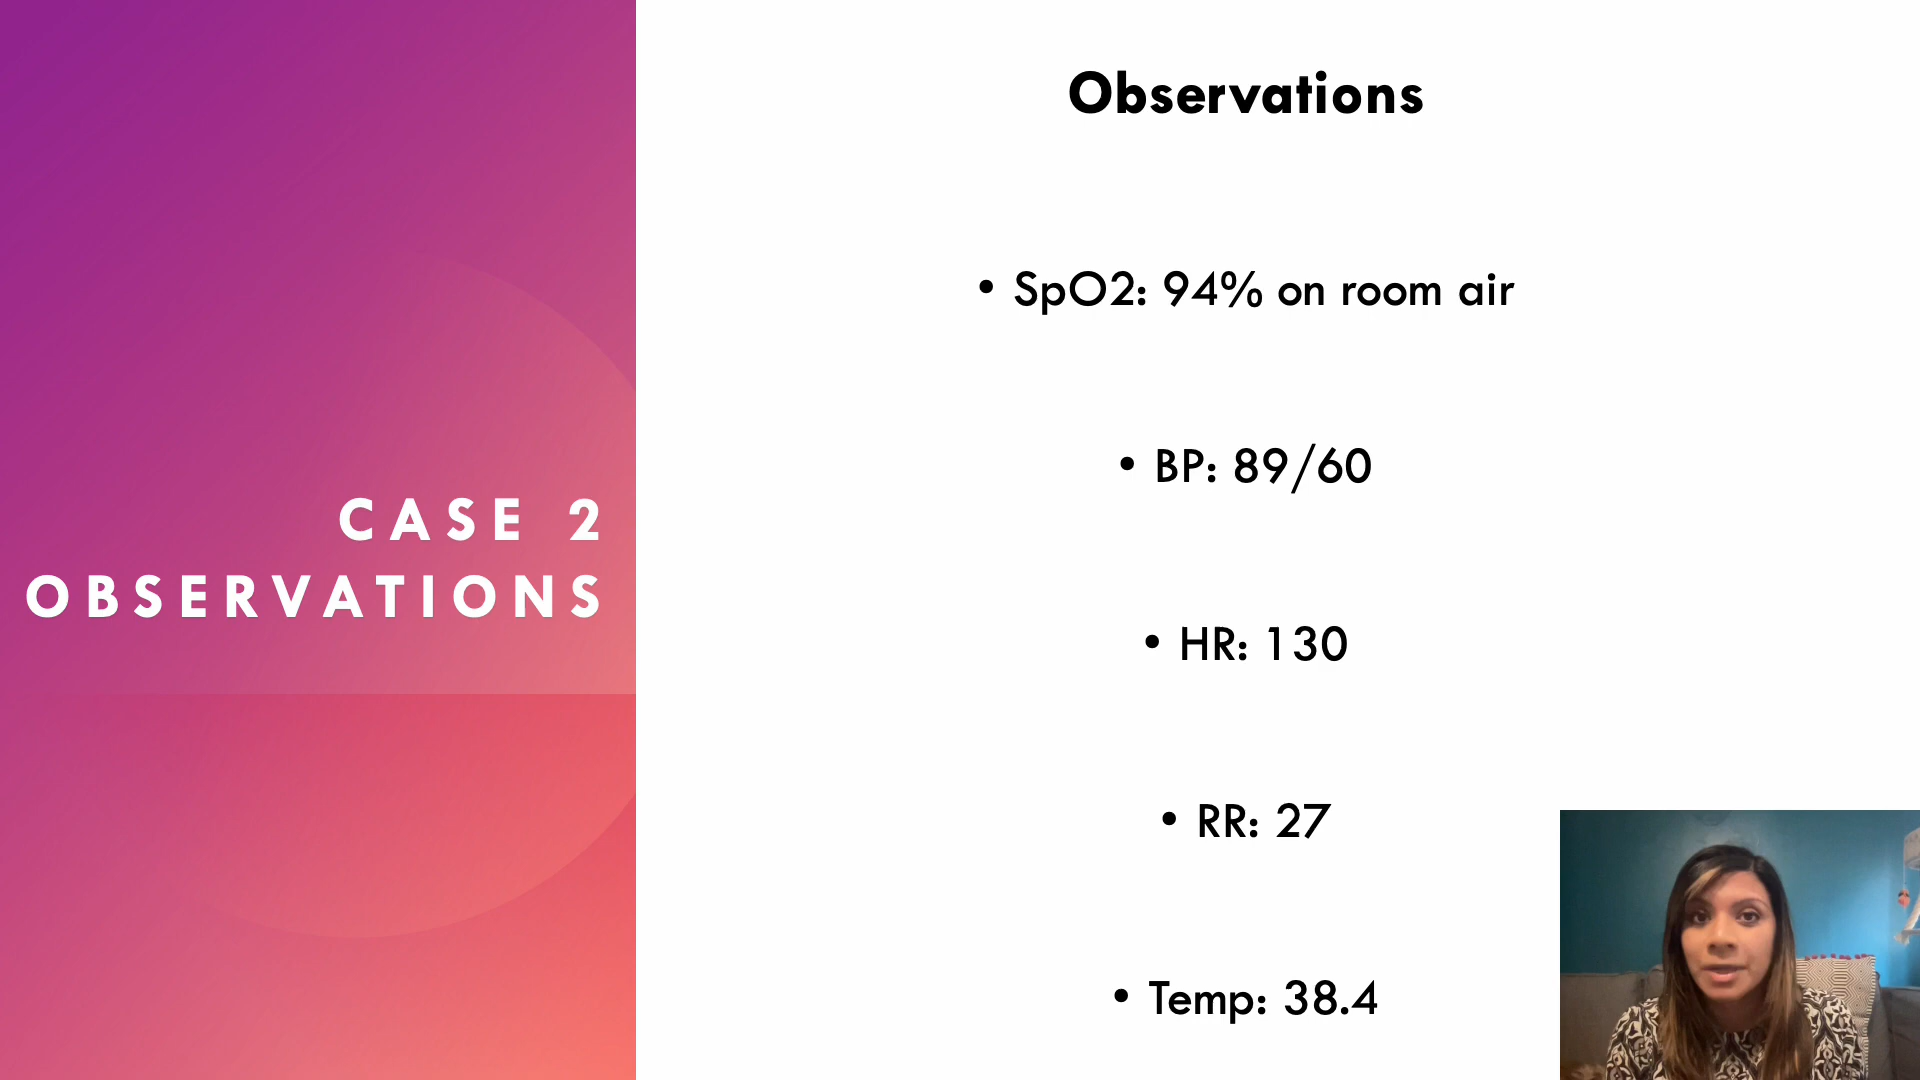 CASE 2
OBSERVATIONS
Observations
• SpO2: 94% on room air
• BP: 89/60
• HR: 130
• RR: 27
• Temp: 38.4